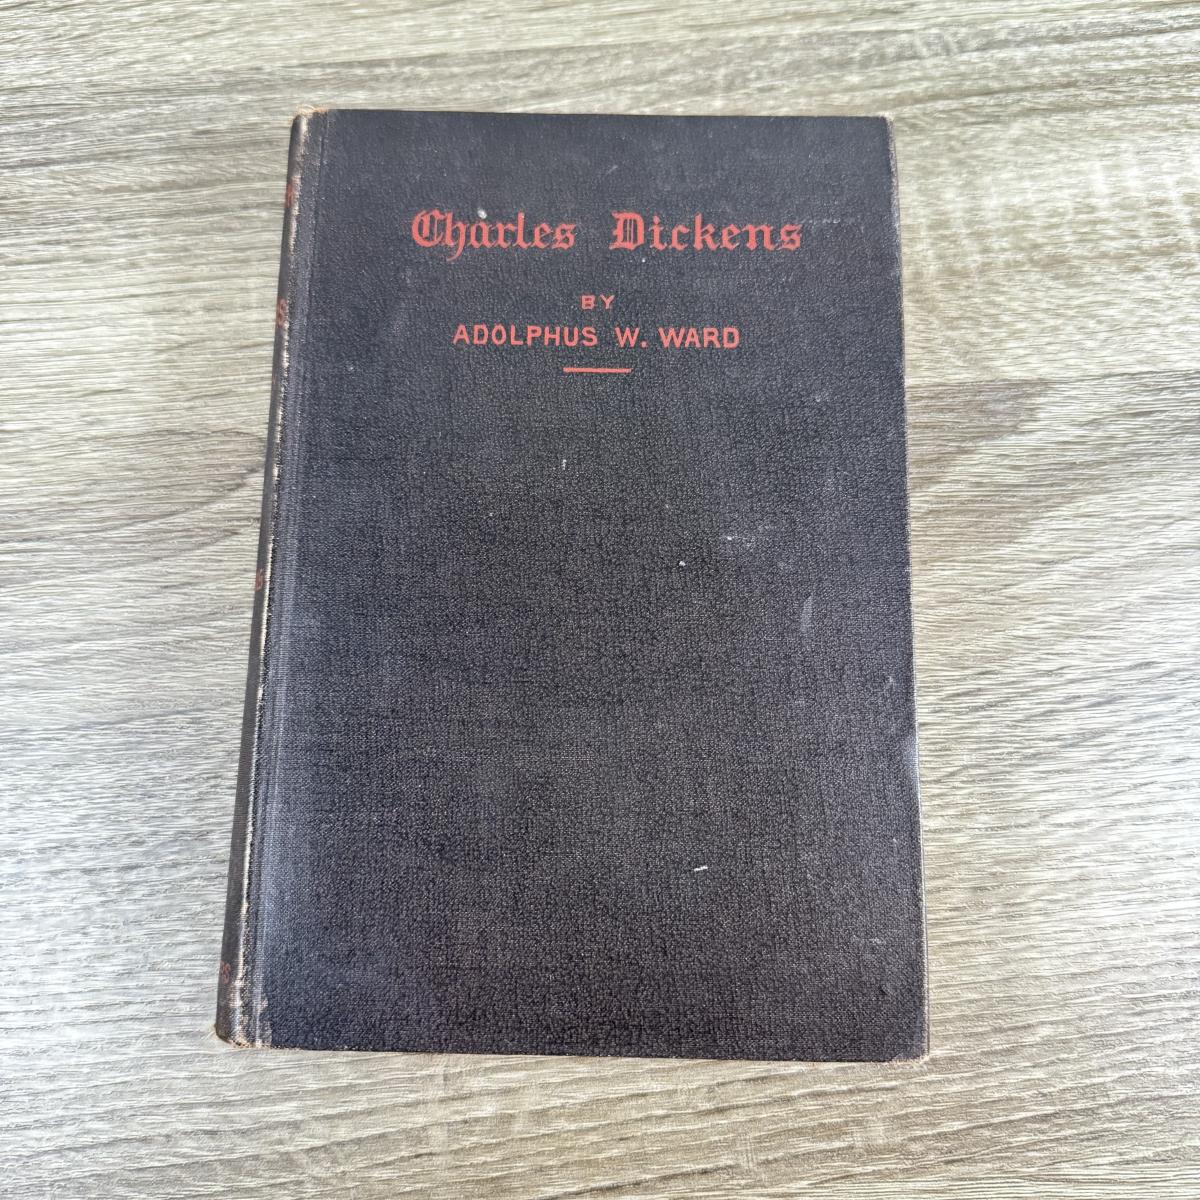 Charles Dickens
BY
ADOLPHUS W. WARD